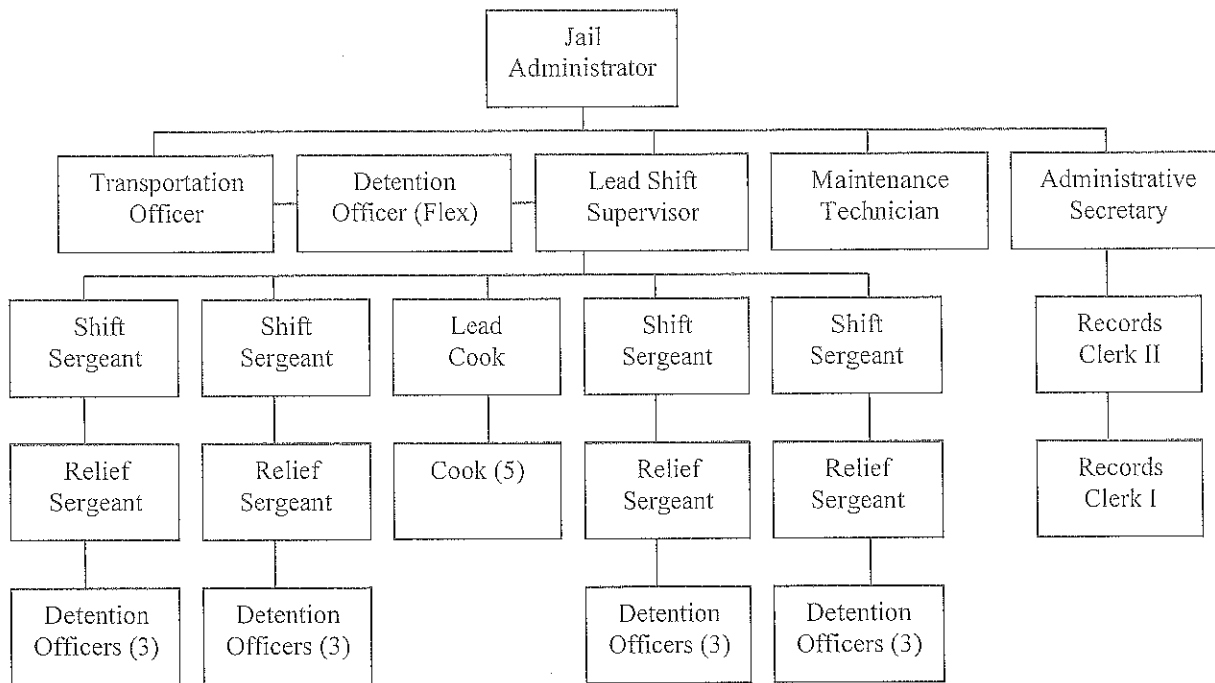 Jail
Administrator
Transportation
Officer
Detention
Officer (Flex)
Lead Shift
Supervisor
Maintenance
Technician
Administrative
Secretary
Shift
Sergeant
Shift
Sergeant
Lead
Cook
Shift
Sergeant
Shift
Sergeant
Records
Clerk II
Relief
Sergeant
Relief
Sergeant
Cook (5)
Relief
Sergeant
Relief
Sergeant
Records
Clerk I
Detention
Officers (3)
Detention
Officers (3)
Detention
Officers (3)
Detention
Officers (3)